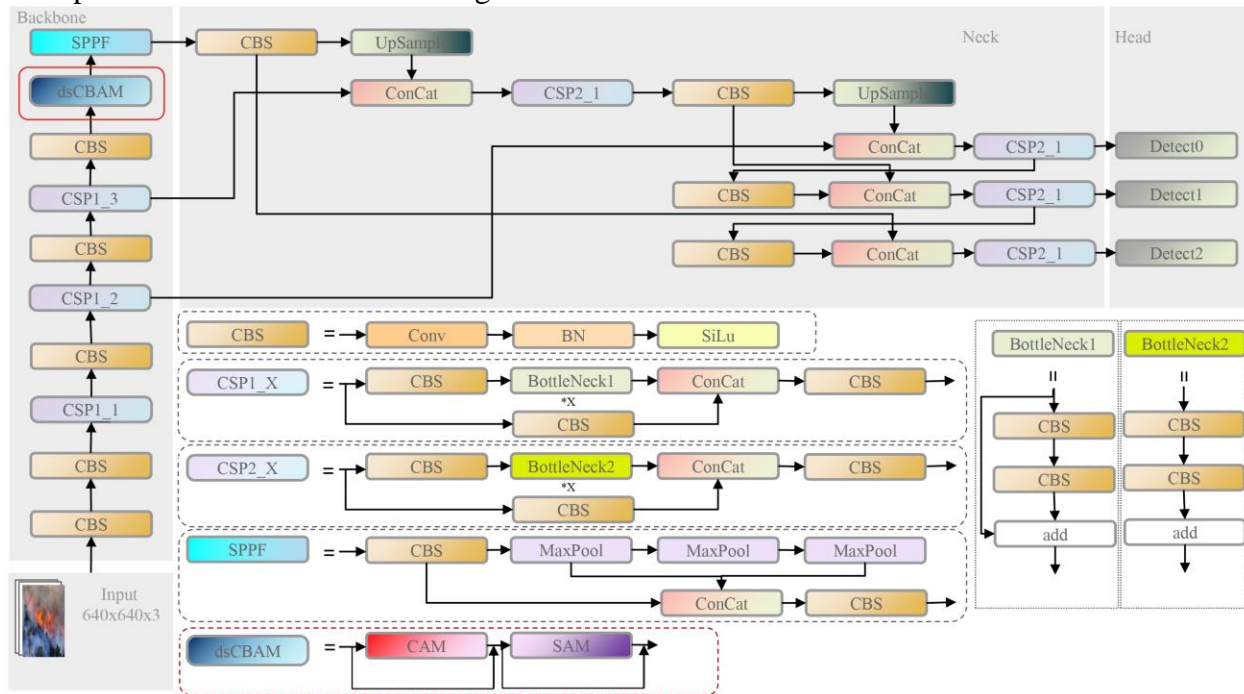 Backbone
SPPF
CBS
UpSample
Neck
Head
dsCBAM
ConCat
CSP2_1
CBS
UpSample
CBS
ConCat
CSP2_1
Detect0
CSP1_3
CBS
ConCat
CSP2_1
Detect1
CBS
CBS
ConCat
CSP2_1
Detect2
CSP1_2
CBS
CSP1_1
CBS
CBS
Input
640x640x3
CBS
=
Conv
BN
SiLu
CSP1_X
=
CBS
BottleNeck1
ConCat
CBS
*X
CBS
CSP2_X
=
CBS
BottleNeck2
ConCat
CBS
*X
CBS
SPPF
=
CBS
MaxPool
MaxPool
MaxPool
ConCat
CBS
dsCBAM
=
CAM
SAM
BottleNeck1
BottleNeck2
=
=
CBS
CBS
CBS
CBS
add
add